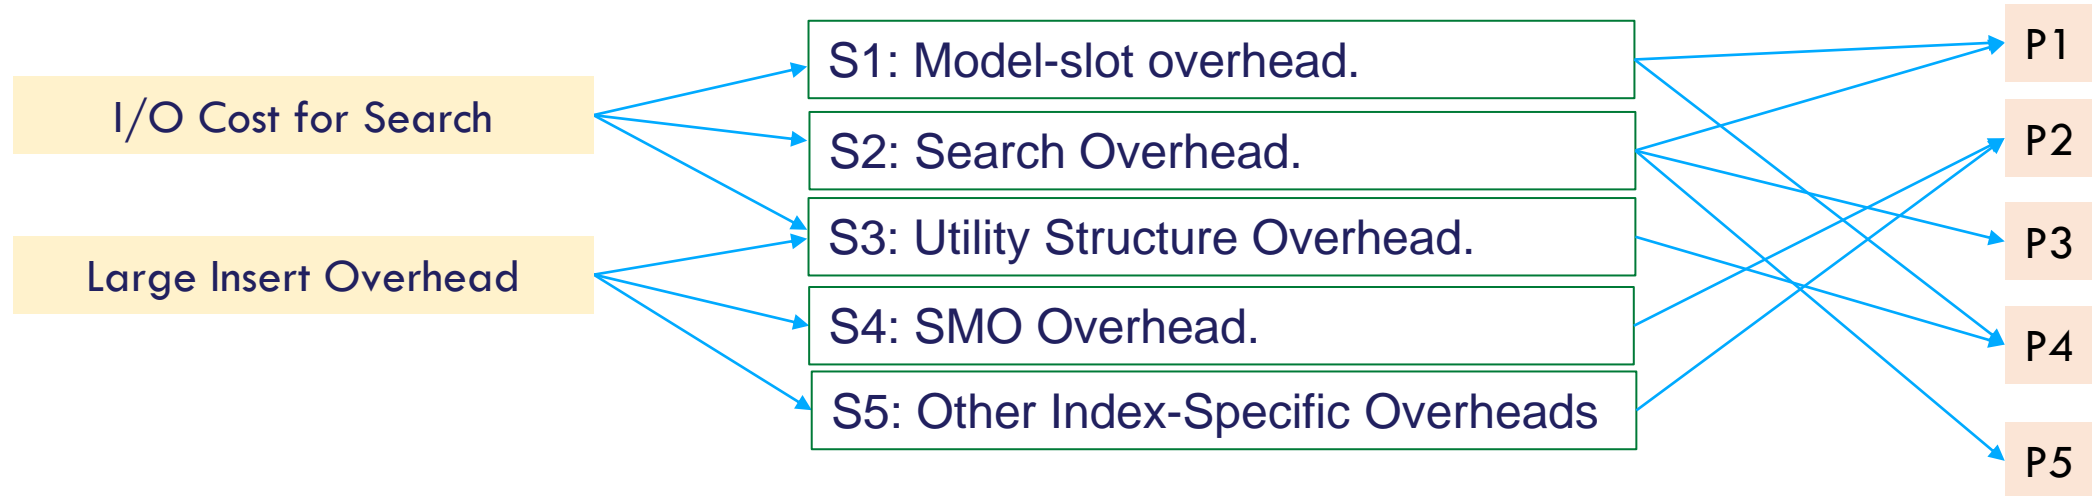 I/O Cost for Search
Large Insert Overhead
S1: Model-slot overhead.
S2: Search Overhead.
S3: Utility Structure Overhead.
S4: SMO Overhead.
S5: Other Index-Specific Overheads
P1
P2
P3
P4
P5